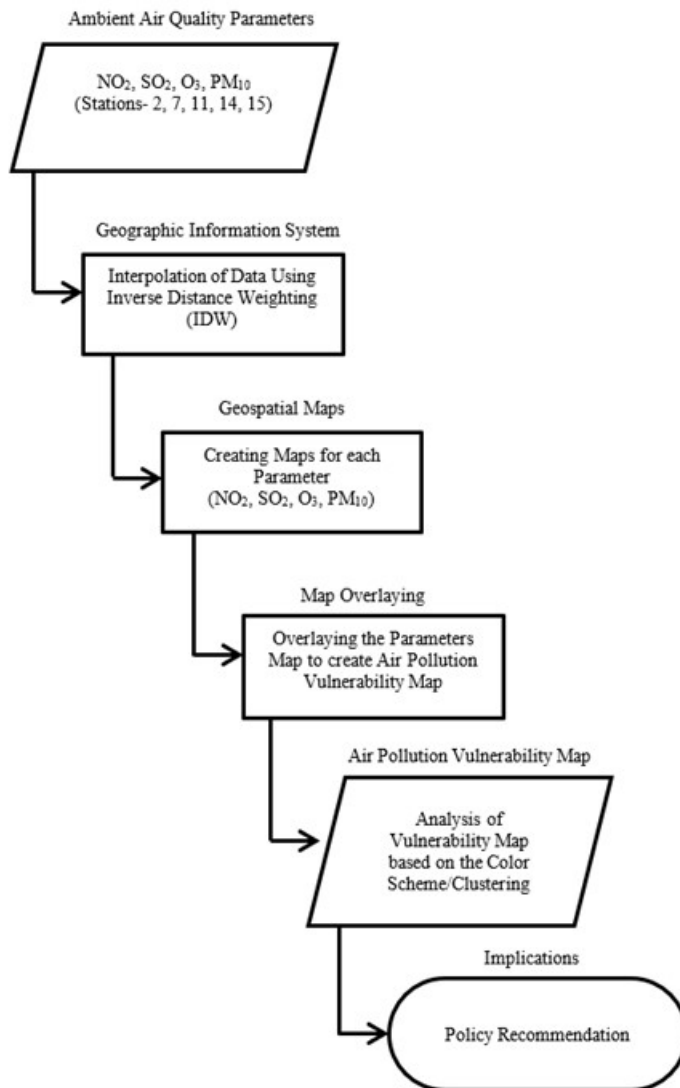 Ambient Air Quality Parameters
NO₂, SO₂, O₃, PM₁₀
(Stations- 2, 7, 11, 14, 15)
Geographic Information System
Interpolation of Data Using
Inverse Distance Weighting
(IDW)
Geospatial Maps
Creating Maps for each
Parameter
(NO₂, SO₂, O₃, PM₁₀)
Map Overlaying
Overlaying the Parameters
Map to create Air Pollution
Vulnerability Map
Air Pollution Vulnerability Map
Analysis of
Vulnerability Map
based on the Color
Scheme/Clustering
Implications
Policy Recommendation